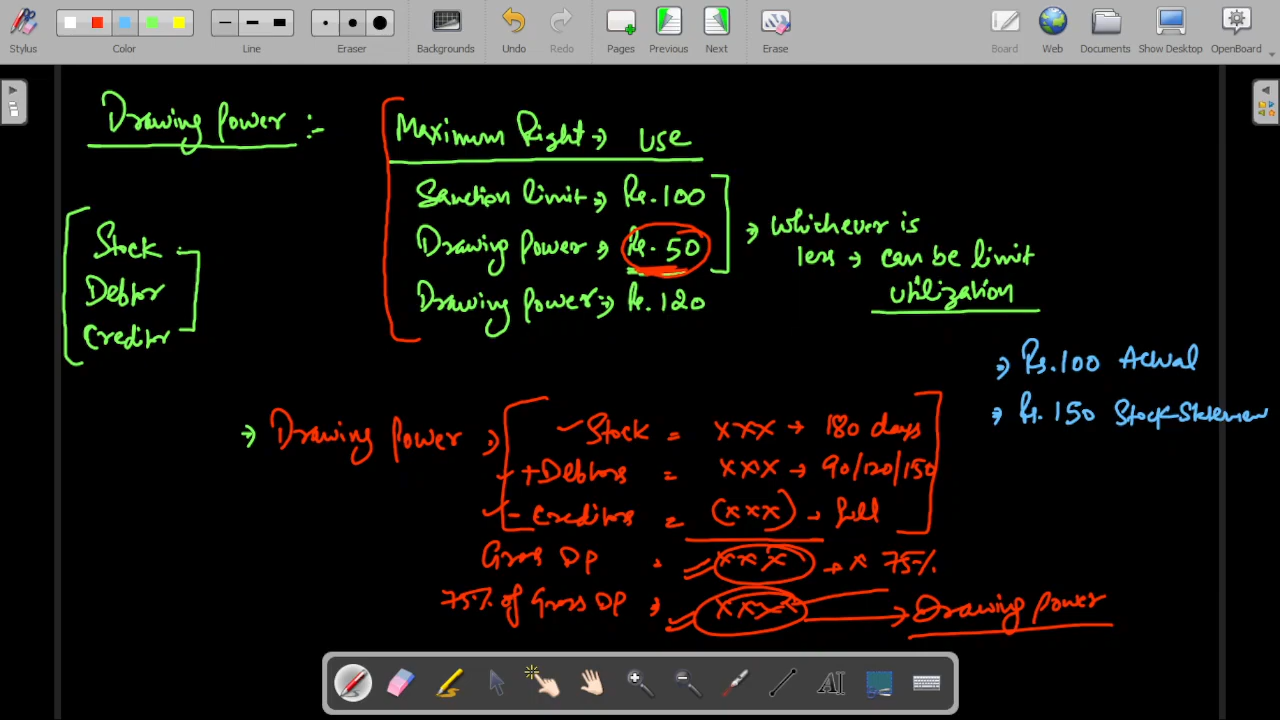 Stylus
Color
Line
Eraser
Backgrounds
Undo
Redo
Pages
Previous
Next
Erase
Board
Web
Documents
Show Desktop
OpenBoard
Drawing Power :-
Maximum Right → USE
Sanction limit → Rs.100
Drawing Power → Rs. 50
Drawing Power → Rs.120
→ Whichever is
less → can be limit
utilization
Stock
Debtor
Creditor
→ Rs.100 Actual
→ Rs. 150 Stock-Statemen
→ Drawing Power →
Stock = xxx → 180 days
+ Debtors = xxx → 90/120/150
- Creditors = (xxx) → full
Gross DP = xxx → x 75%
75% of Gross DP → xxxx → Drawing Power
AI